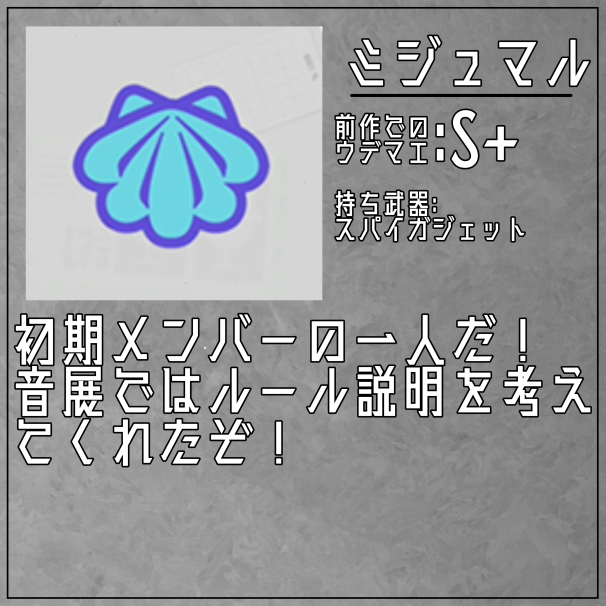 ミジュマル
前作での
ウデマエ:S+
持ち武器:
スパイガジェット
初期メンバーの一人だ！
音展ではルール説明を考え
てくれたぞ！